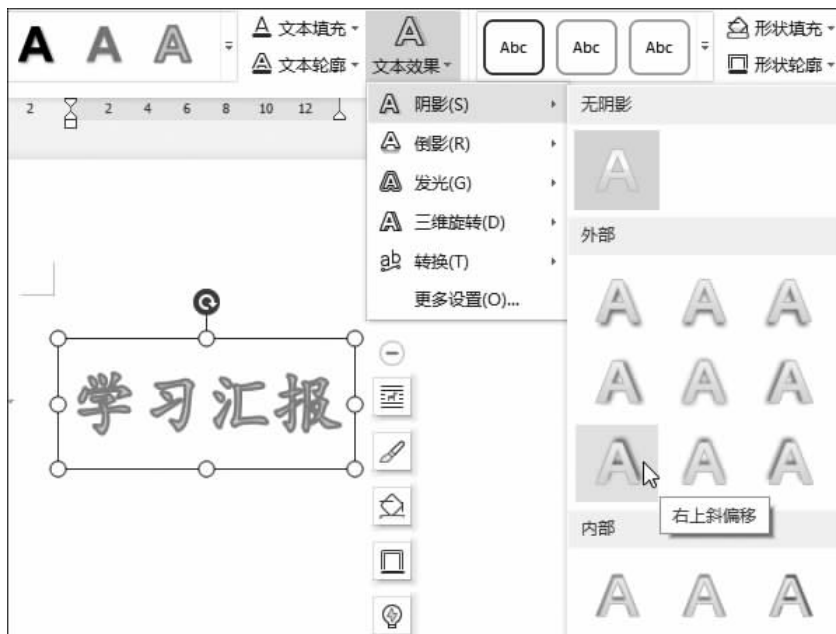 A A A
文本填充
文本轮廓
文本效果
Abc Abc Abc
形状填充
形状轮廓
2 2 4 6 8 10 12
阴影(S)
倒影(R)
发光(G)
三维旋转(D)
ab 转换(T)
更多设置(O)...
无阴影
A
外部
A A A
A A A
A A A
右上斜偏移
内部
A A A
学习汇报